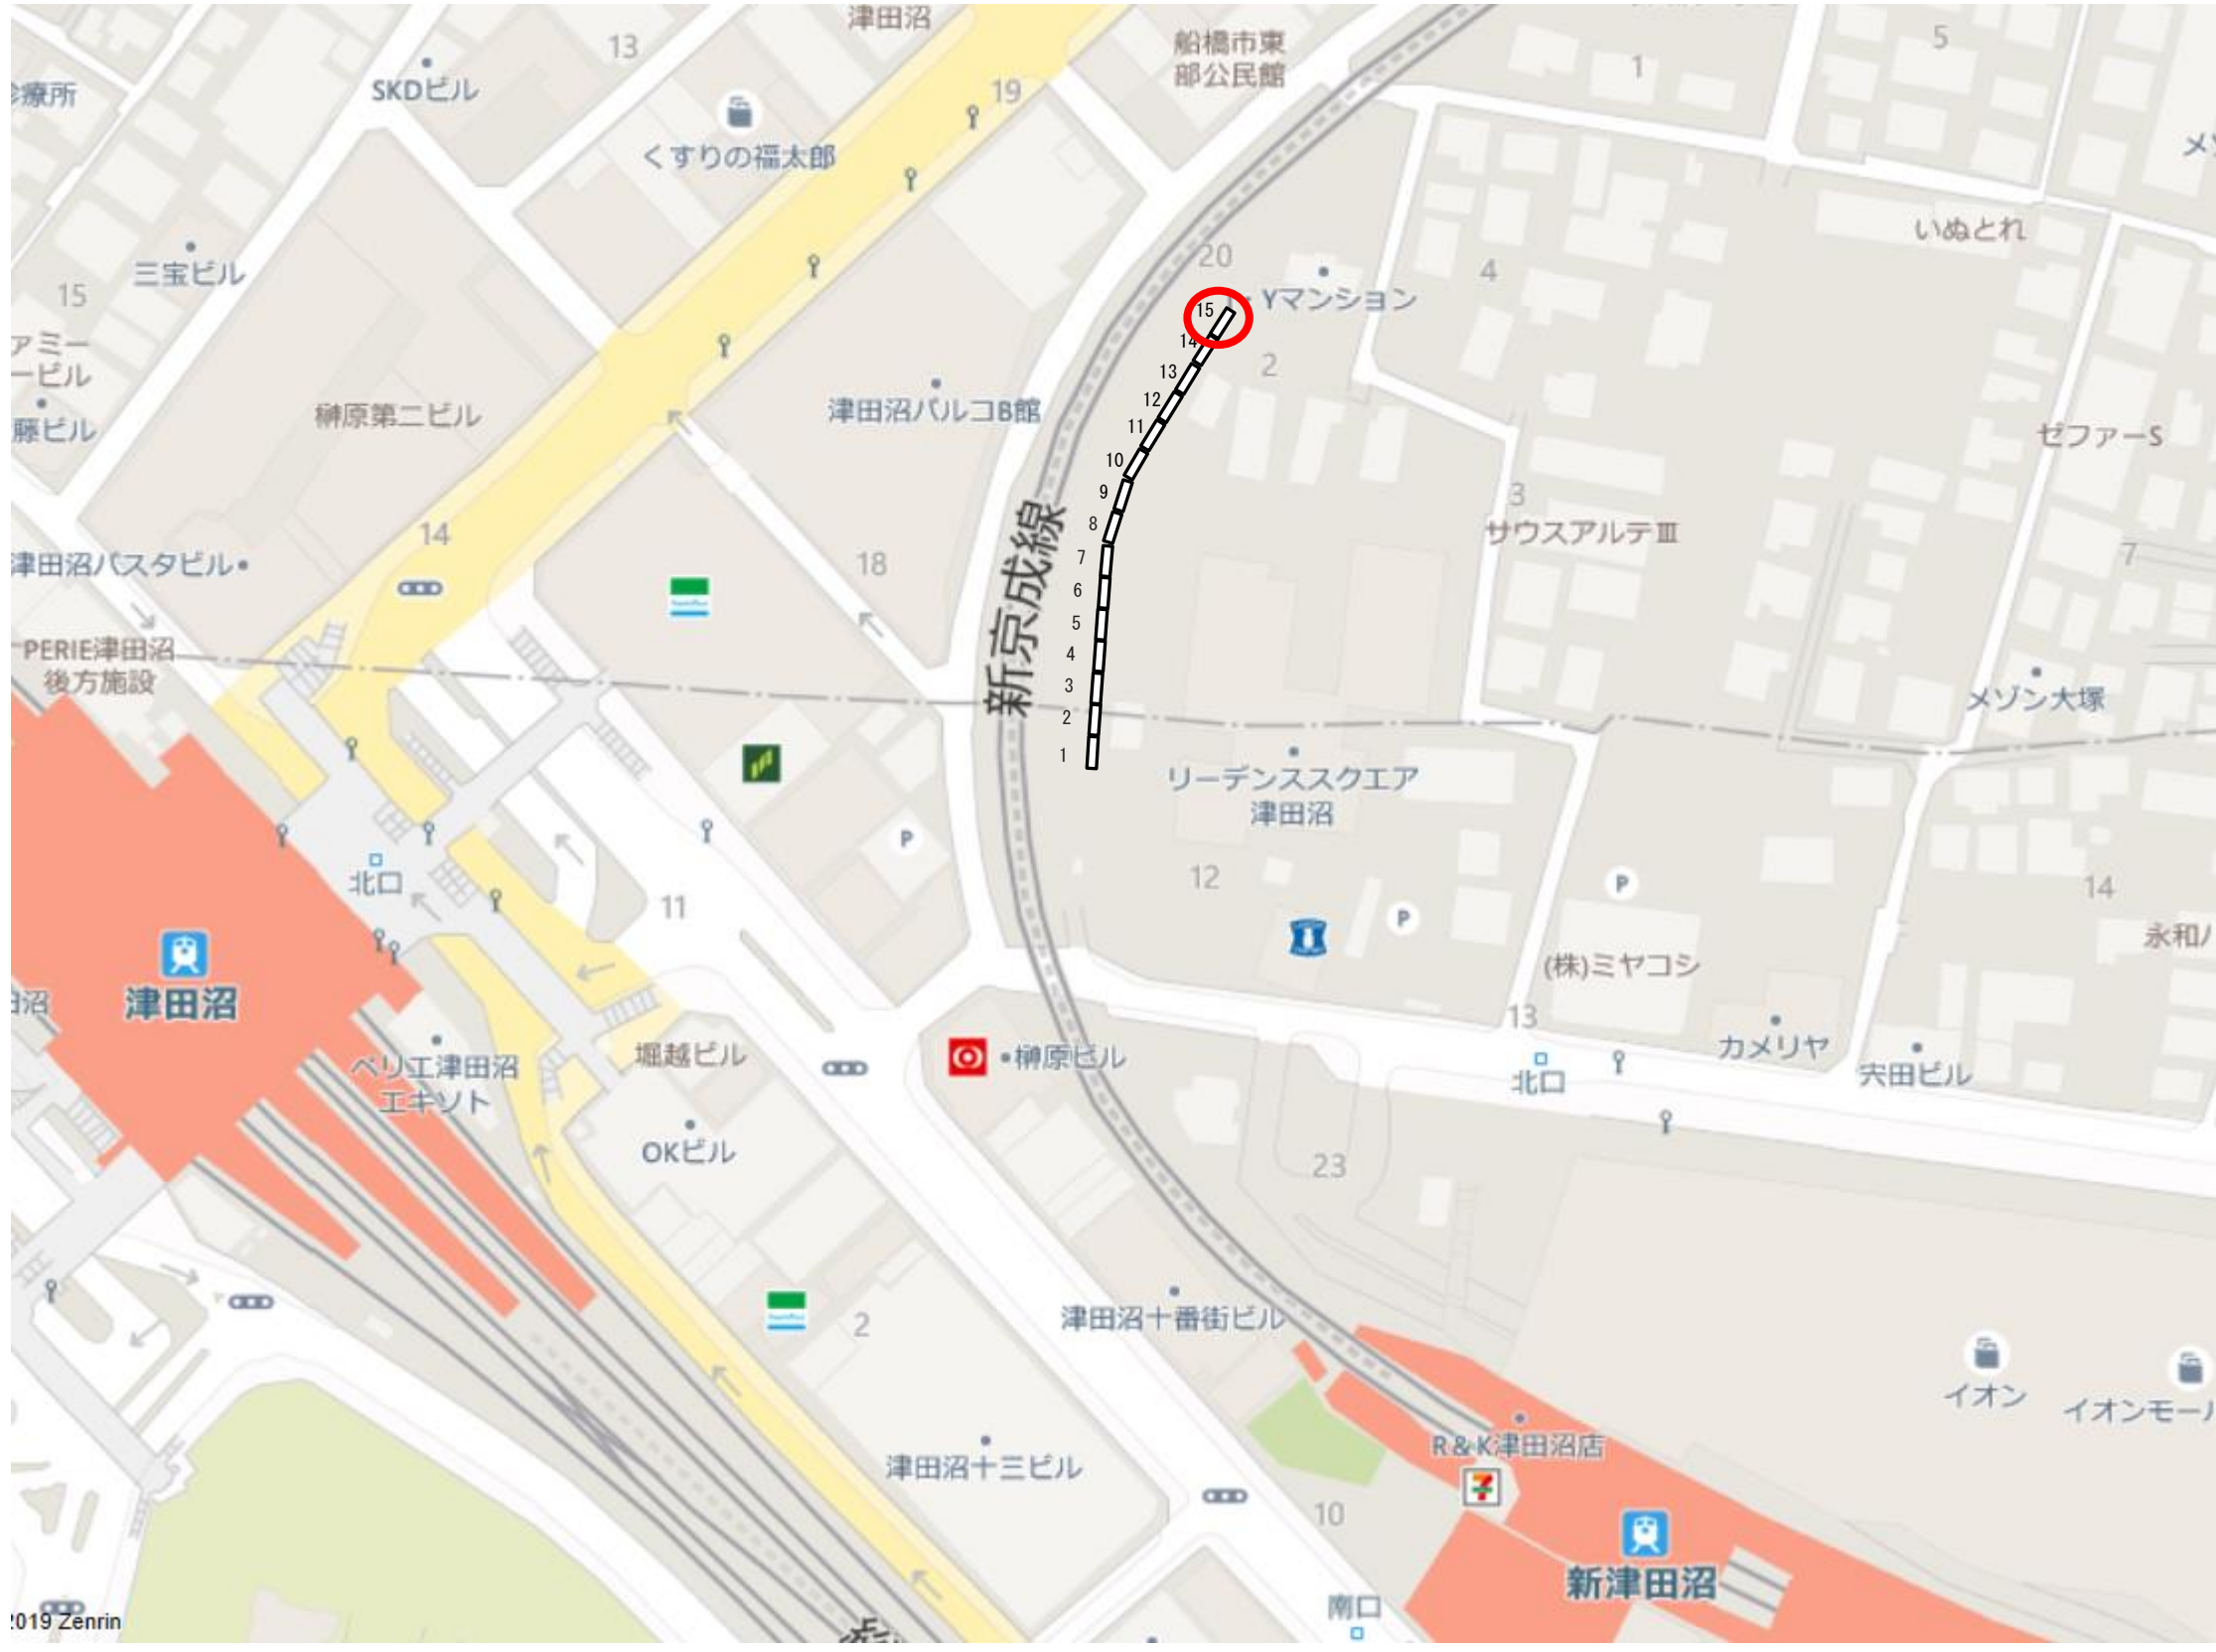 津田沼
13
船橋市東
部公民館
5
1
SKDビル
診療所
19
くすりの福太郎
いぬとれ
20
4
三宝ビル
15
Yマンション
15
14
2
13
12
11
10
9
8
7
6
5
4
3
2
1
津田沼パルコB館
榊原第二ビル
ァミー
ービル
藤ビル
ゼファーS
3
サウスアルテⅢ
7
14
18
津田沼パスタビル
新京成線
PERIE津田沼
後方施設
メゾン大塚
リーデンススクエア
津田沼
P
12
北口
11
P
P
14
永和ハ
(株)ミヤコシ
津田沼
13
カメリヤ
北口
宍田ビル
ペリエ津田沼
エキソト
堀越ビル
榊原ビル
OKビル
23
津田沼十番街ビル
2
イオン
イオンモール
R&K津田沼店
津田沼十三ビル
10
新津田沼
南口
2019 Zenrin